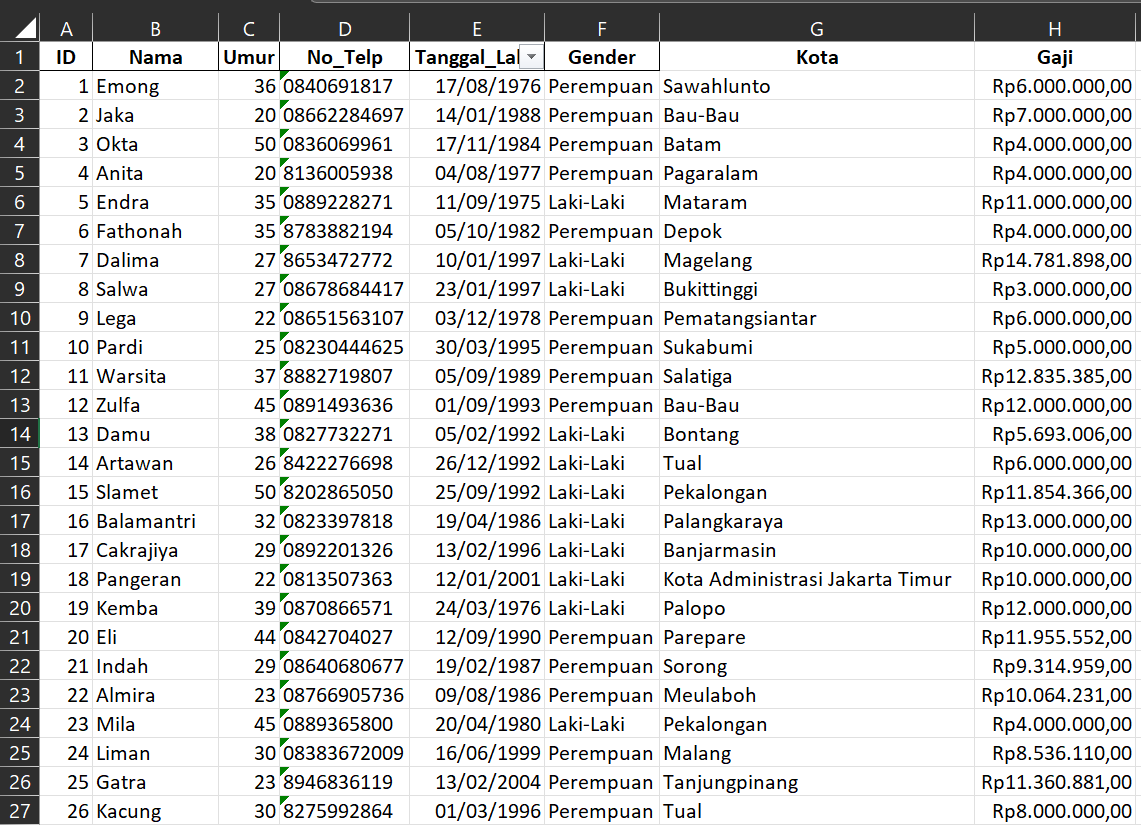 A B C D E F G H
1 ID Nama Umur No_Telp Tanggal_Lal Gender Kota Gaji
2 1 Emong 36 0840691817 17/08/1976 Perempuan Sawahlunto Rp6.000.000,00
3 2 Jaka 20 08662284697 14/01/1988 Perempuan Bau-Bau Rp7.000.000,00
4 3 Okta 50 0836069961 17/11/1984 Perempuan Batam Rp4.000.000,00
5 4 Anita 20 8136005938 04/08/1977 Perempuan Pagaralam Rp4.000.000,00
6 5 Endra 35 0889228271 11/09/1975 Laki-Laki Mataram Rp11.000.000,00
7 6 Fathonah 35 8783882194 05/10/1982 Perempuan Depok Rp4.000.000,00
8 7 Dalima 27 8653472772 10/01/1997 Laki-Laki Magelang Rp14.781.898,00
9 8 Salwa 27 08678684417 23/01/1997 Laki-Laki Bukittinggi Rp3.000.000,00
10 9 Lega 22 08651563107 03/12/1978 Perempuan Pematangsiantar Rp6.000.000,00
11 10 Pardi 25 08230444625 30/03/1995 Perempuan Sukabumi Rp5.000.000,00
12 11 Warsita 37 8882719807 05/09/1989 Perempuan Salatiga Rp12.835.385,00
13 12 Zulfa 45 0891493636 01/09/1993 Perempuan Bau-Bau Rp12.000.000,00
14 13 Damu 38 0827732271 05/02/1992 Laki-Laki Bontang Rp5.693.006,00
15 14 Artawan 26 8422276698 26/12/1992 Laki-Laki Tual Rp6.000.000,00
16 15 Slamet 50 8202865050 25/09/1992 Laki-Laki Pekalongan Rp11.854.366,00
17 16 Balamantri 32 0823397818 19/04/1986 Laki-Laki Palangkaraya Rp13.000.000,00
18 17 Cakrajiya 29 0892201326 13/02/1996 Laki-Laki Banjarmasin Rp10.000.000,00
19 18 Pangeran 22 0813507363 12/01/2001 Laki-Laki Kota Administrasi Jakarta Timur Rp10.000.000,00
20 19 Kemba 39 0870866571 24/03/1976 Laki-Laki Palopo Rp12.000.000,00
21 20 Eli 44 0842704027 12/09/1990 Perempuan Parepare Rp11.955.552,00
22 21 Indah 29 08640680677 19/02/1987 Perempuan Sorong Rp9.314.959,00
23 22 Almira 23 08766905736 09/08/1986 Perempuan Meulaboh Rp10.064.231,00
24 23 Mila 45 0889365800 20/04/1980 Laki-Laki Pekalongan Rp4.000.000,00
25 24 Liman 30 08383672009 16/06/1999 Perempuan Malang Rp8.536.110,00
26 25 Gatra 23 8946836119 13/02/2004 Perempuan Tanjungpinang Rp11.360.881,00
27 26 Kacung 30 8275992864 01/03/1996 Perempuan Tual Rp8.000.000,00